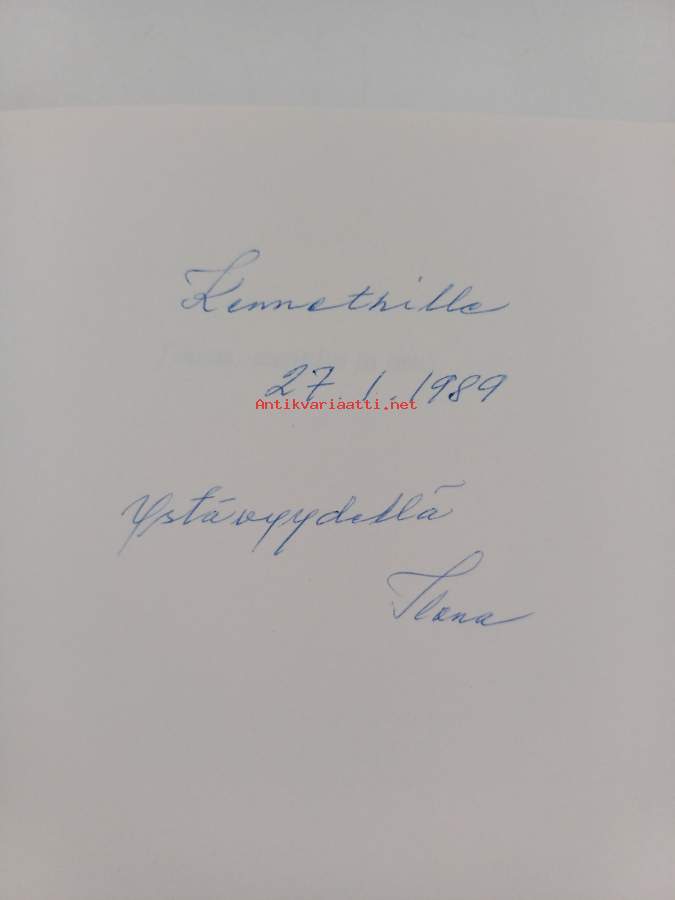 Kennethille
27.1.1989
Antikvariaatti.net
Ystävyydellä
Ilona